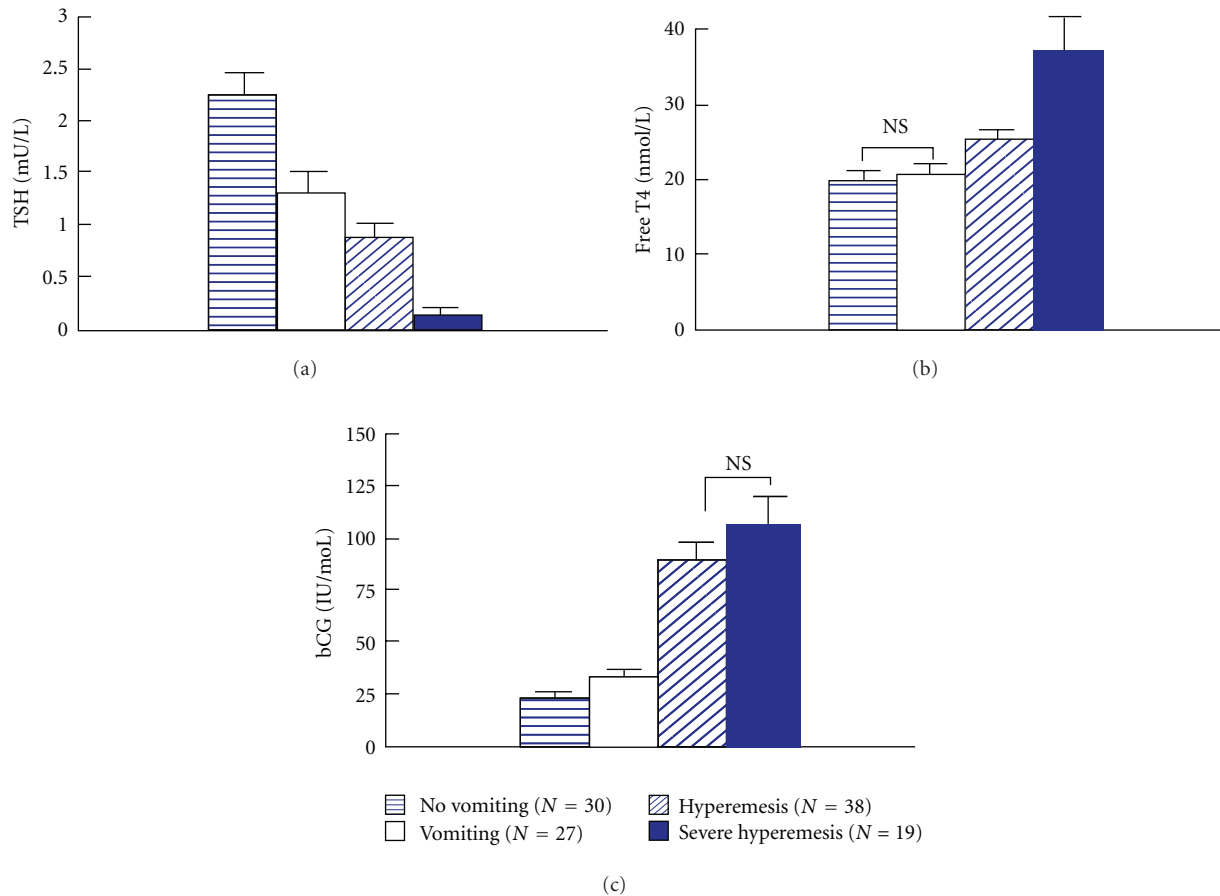 3
2.5
2
1.5
1
0.5
0
TSH (mU/L)
(a)
40
30
20
10
0
Free T4 (nmol/L)
NS
(b)
150
125
100
75
50
25
0
bCG (IU/moL)
NS
No vomiting (N = 30)
Vomiting (N = 27)
Hyperemesis (N = 38)
Severe hyperemesis (N = 19)
(c)